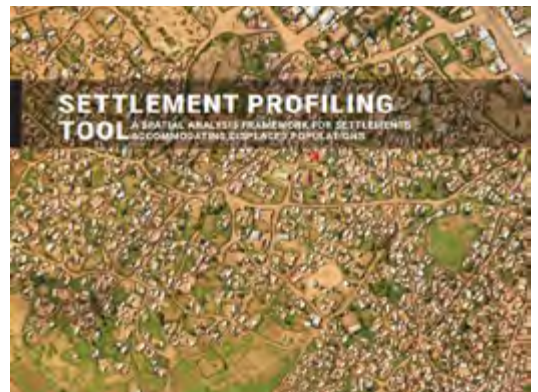 SETTLEMENT PROFILING
TOOL A SPATIAL ANALYSIS FRAMEWORK FOR SETTLEMENTS
ACCOMMODATING DISPLACED POPULATIONS